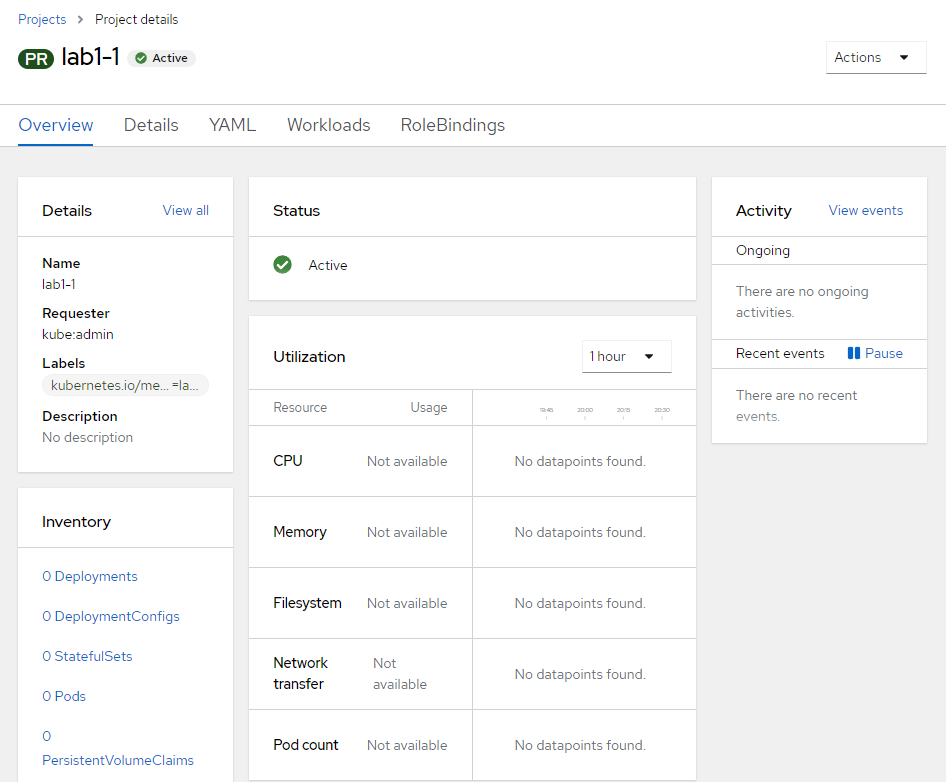 Projects > Project details
PR lab1-1 Active
Actions
Overview Details YAML Workloads RoleBindings
Details View all
Name
lab1-1
Requester
kube:admin
Labels
kubernetes.io/me... =la...
Description
No description
Inventory
0 Deployments
0 DeploymentConfigs
0 StatefulSets
0 Pods
0
PersistentVolumeClaims
Status
Active
Utilization 1 hour
Resource Usage 19:45 20:00 20:15 20:30
CPU Not available No datapoints found.
Memory Not available No datapoints found.
Filesystem Not available No datapoints found.
Network Not
transfer available No datapoints found.
Pod count Not available No datapoints found.
Activity View events
Ongoing
There are no ongoing
activities.
Recent events Pause
There are no recent
events.